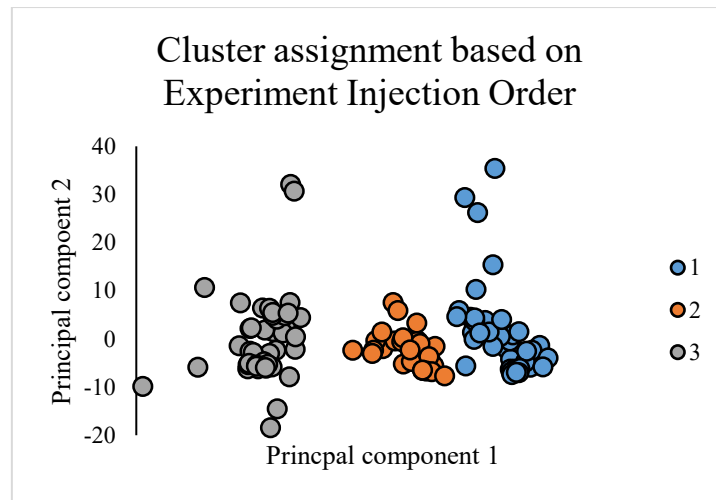 Cluster assignment based on
Experiment Injection Order
40
30
20
10
0
-10
-20
Principal compoent 2
Princpal component 1
1
2
3